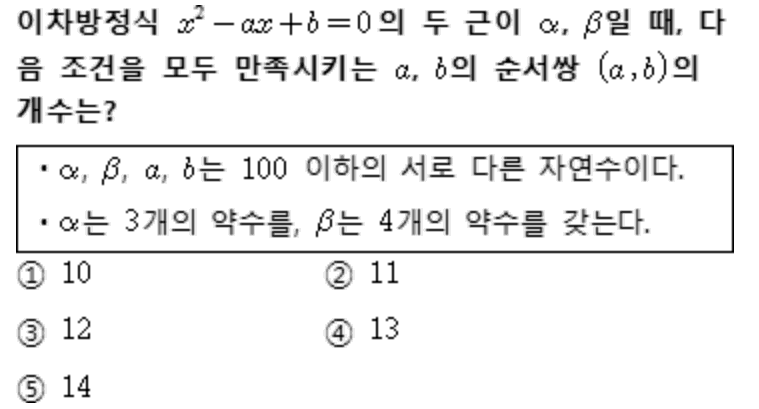 이차방정식 x²-ax+b=0의 두 근이 α, β일 때, 다
음 조건을 모두 만족시키는 a, b의 순서쌍 (a,b)의
개수는?
・α, β, a, b는 100 이하의 서로 다른 자연수이다.
・α는 3개의 약수를, β는 4개의 약수를 갖는다.
① 10 ② 11
③ 12 ④ 13
⑤ 14